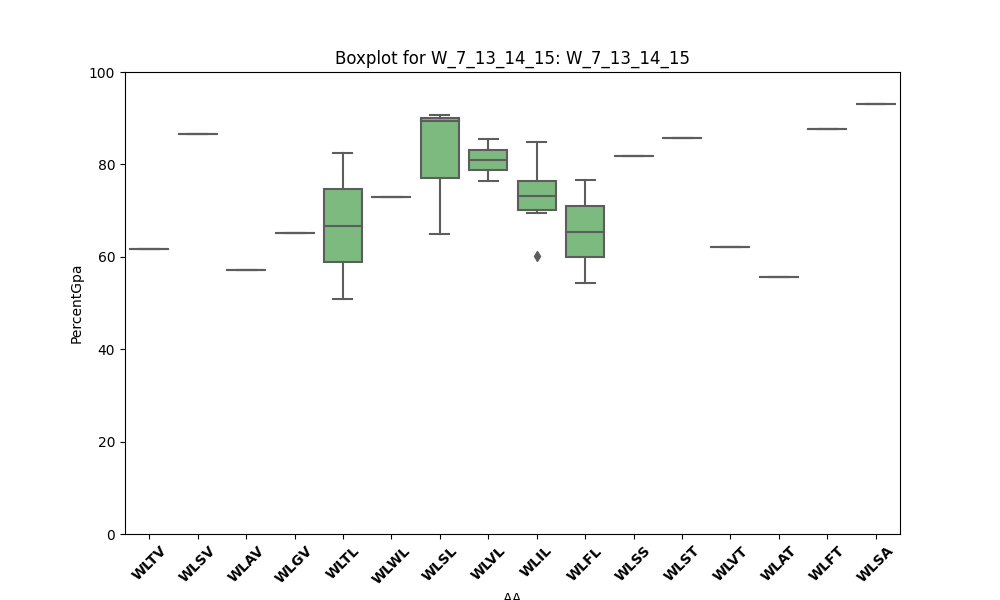 Boxplot for W_7_13_14_15: W_7_13_14_15
100
80
60
40
20
0
PercentGpa
WLTV WLSV WLAV WLGV WLTL WLWL WLSL WLVL WLIL WLFL WLSS WLST WLVT WLAT WLFT WLSA
AA